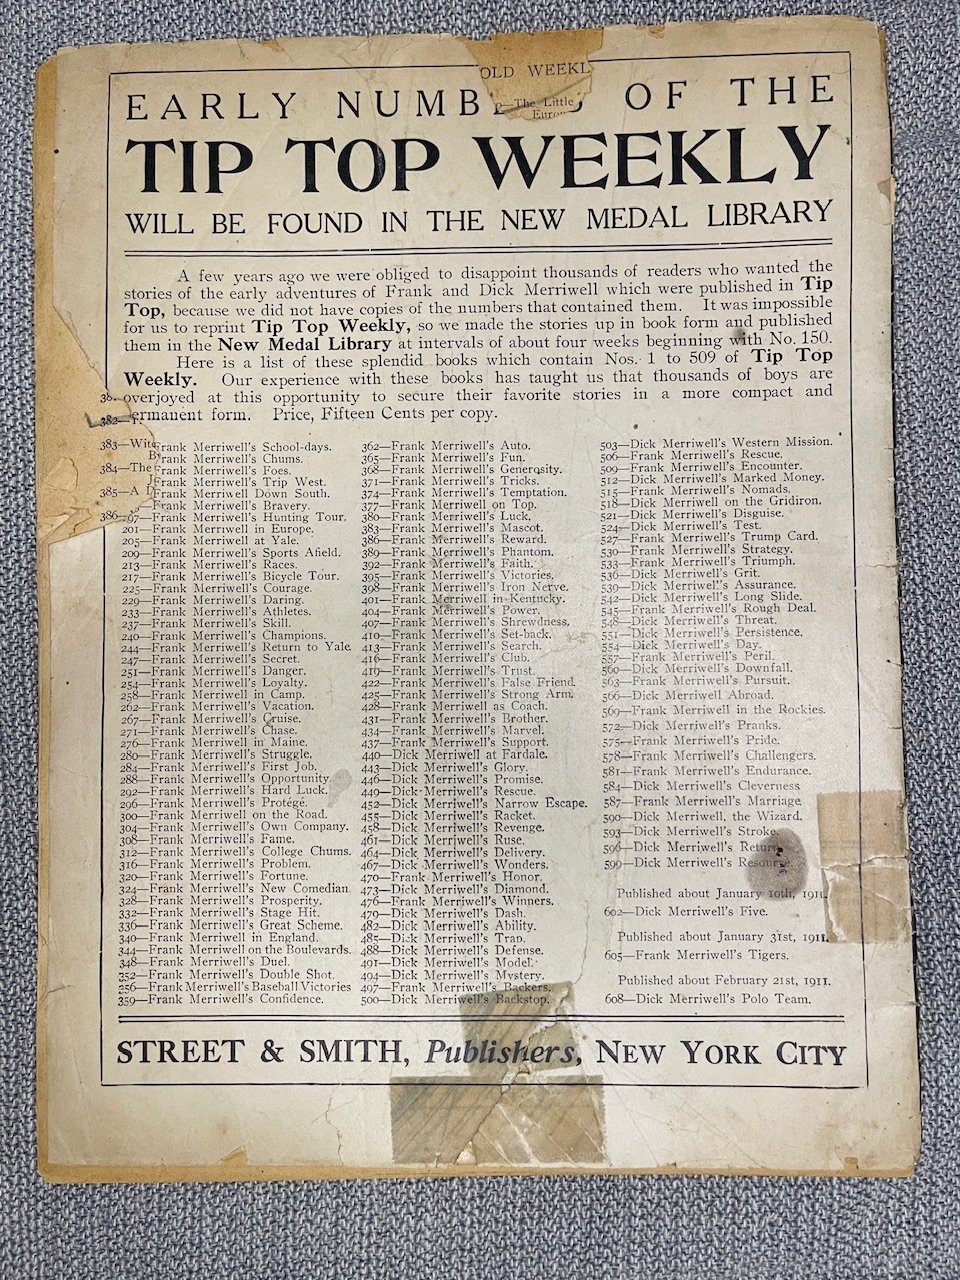 OLD WEEKL
The Little
EARLY NUMB OF THE
TIP TOP WEEKLY
WILL BE FOUND IN THE NEW MEDAL LIBRARY
A few years ago we were obliged to disappoint thousands of readers who wanted the
stories of the early adventures of Frank and Dick Merriwell which were published in Tip
Top, because we did not have copies of the numbers that contained them. It was impossible
for us to reprint Tip Top Weekly, so we made the stories up in book form and published
them in the New Medal Library at intervals of about four weeks beginning with No. 150.
Here is a list of these splendid books which contain Nos. 1 to 509 of Tip Top
Weekly. Our experience with these books has taught us that thousands of boys are
overjoyed at this opportunity to secure their favorite stories in a more compact and
ermanent form. Price, Fifteen Cents per copy.
382—
383—Wit
384—The
385—A
386—
Frank Merriwell's School-days.
Frank Merriwell's Chums.
Frank Merriwell's Foes.
Frank Merriwell's Trip West.
Frank Merriwell Down South.
Frank Merriwell's Bravery.
Frank Merriwell's Hunting Tour.
201—Frank Merriwell in Europe.
205—Frank Merriwell at Yale.
209—Frank Merriwell's Sports Afield.
213—Frank Merriwell's Races.
217—Frank Merriwell's Bicycle Tour.
225—Frank Merriwell's Courage.
229—Frank Merriwell's Daring.
233—Frank Merriwell's Athletes.
237—Frank Merriwell's Skill.
240—Frank Merriwell's Champions.
244—Frank Merriwell's Return to Yale
247—Frank Merriwell's Secret.
251—Frank Merriwell's Danger.
254—Frank Merriwell's Loyalty.
258—Frank Merriwell in Camp.
262—Frank Merriwell's Vacation.
267—Frank Merriwell's Cruise.
271—Frank Merriwell's Chase.
276—Frank Merriwell in Maine.
280—Frank Merriwell's Struggle.
284—Frank Merriwell's First Job.
288—Frank Merriwell's Opportunity.
292—Frank Merriwell's Hard Luck.
296—Frank Merriwell's Protégé.
300—Frank Merriwell on the Road.
304—Frank Merriwell's Own Company.
308—Frank Merriwell's Fame.
312—Frank Merriwell's College Chums.
316—Frank Merriwell's Problem.
320—Frank Merriwell's Fortune.
324—Frank Merriwell's New Comedian.
328—Frank Merriwell's Prosperity.
332—Frank Merriwell's Stage Hit.
336—Frank Merriwell's Great Scheme.
340—Frank Merriwell in England.
344—Frank Merriwell on the Boulevards.
348—Frank Merriwell's Duel.
352—Frank Merriwell's Double Shot.
356—Frank Merriwell's Baseball Victories
359—Frank Merriwell's Confidence.
362—Frank Merriwell's Auto.
365—Frank Merriwell's Fun.
368—Frank Merriwell's Generosity.
371—Frank Merriwell's Tricks.
374—Frank Merriwell's Temptation.
377—Frank Merriwell on Top.
380—Frank Merriwell's Luck.
383—Frank Merriwell's Mascot.
386—Frank Merriwell's Reward.
389—Frank Merriwell's Phantom.
392—Frank Merriwell's Faith.
395—Frank Merriwell's Victories.
398—Frank Merriwell's Iron Nerve.
401—Frank Merriwell in Kentucky.
404—Frank Merriwell's Power.
407—Frank Merriwell's Shrewdness.
410—Frank Merriwell's Set-back.
413—Frank Merriwell's Search.
416—Frank Merriwell's Club.
419—Frank Merriwell's Trust.
422—Frank Merriwell's False Friend.
425—Frank Merriwell's Strong Arm.
428—Frank Merriwell as Coach.
431—Frank Merriwell's Brother.
434—Frank Merriwell's Marvel.
437—Frank Merriwell's Support.
440—Dick Merriwell at Fardale.
443—Dick Merriwell's Glory.
446—Dick Merriwell's Promise.
449—Dick Merriwell's Rescue.
452—Dick Merriwell's Narrow Escape.
455—Dick Merriwell's Racket.
458—Dick Merriwell's Revenge.
461—Dick Merriwell's Ruse.
464—Dick Merriwell's Delivery.
467—Dick Merriwell's Wonders.
470—Frank Merriwell's Honor.
473—Dick Merriwell's Diamond.
476—Frank Merriwell's Winners.
479—Dick Merriwell's Dash.
482—Dick Merriwell's Ability.
485—Dick Merriwell's Trap.
488—Dick Merriwell's Defense.
491—Dick Merriwell's Model.
494—Dick Merriwell's Mystery.
497—Frank Merriwell's Backers.
500—Dick Merriwell's Backstop.
503—Dick Merriwell's Western Mission.
506—Frank Merriwell's Rescue.
509—Frank Merriwell's Encounter.
512—Dick Merriwell's Marked Money.
515—Frank Merriwell's Nomads.
518—Dick Merriwell on the Gridiron.
521—Dick Merriwell's Disguise.
524—Dick Merriwell's Test.
527—Frank Merriwell's Trump Card.
530—Frank Merriwell's Strategy.
533—Frank Merriwell's Triumph.
536—Dick Merriwell's Grit.
539—Dick Merriwell's Assurance.
542—Dick Merriwell's Long Slide.
545—Frank Merriwell's Rough Deal.
548—Dick Merriwell's Threat.
551—Dick Merriwell's Persistence.
554—Dick Merriwell's Day.
557—Frank Merriwell's Peril.
560—Dick Merriwell's Downfall.
563—Frank Merriwell's Pursuit.
566—Dick Merriwell Abroad.
569—Frank Merriwell in the Rockies.
572—Dick Merriwell's Pranks.
575—Frank Merriwell's Pride.
578—Frank Merriwell's Challengers.
581—Frank Merriwell's Endurance.
584—Dick Merriwell's Cleverness.
587—Frank Merriwell's Marriage.
590—Dick Merriwell, the Wizard.
593—Dick Merriwell's Stroke.
596—Dick Merriwell's Return.
599—Dick Merriwell's Resource.
Published about January 10th, 1911.
602—Dick Merriwell's Five.
Published about January 31st, 1911.
605—Frank Merriwell's Tigers.
Published about February 21st, 1911.
608—Dick Merriwell's Polo Team.
STREET & SMITH, Publishers, NEW YORK CITY